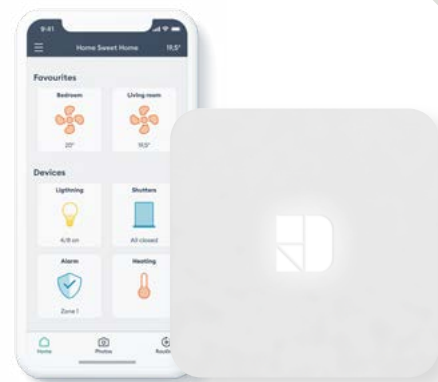 9:41
Home Sweet Home 19,5°
Favourites
Bedroom
Living room
20°
19,5°
Devices
Ligthning
Shutters
4/8 on
All closed
Alarm
Heating
Zone 1
Home
Photos